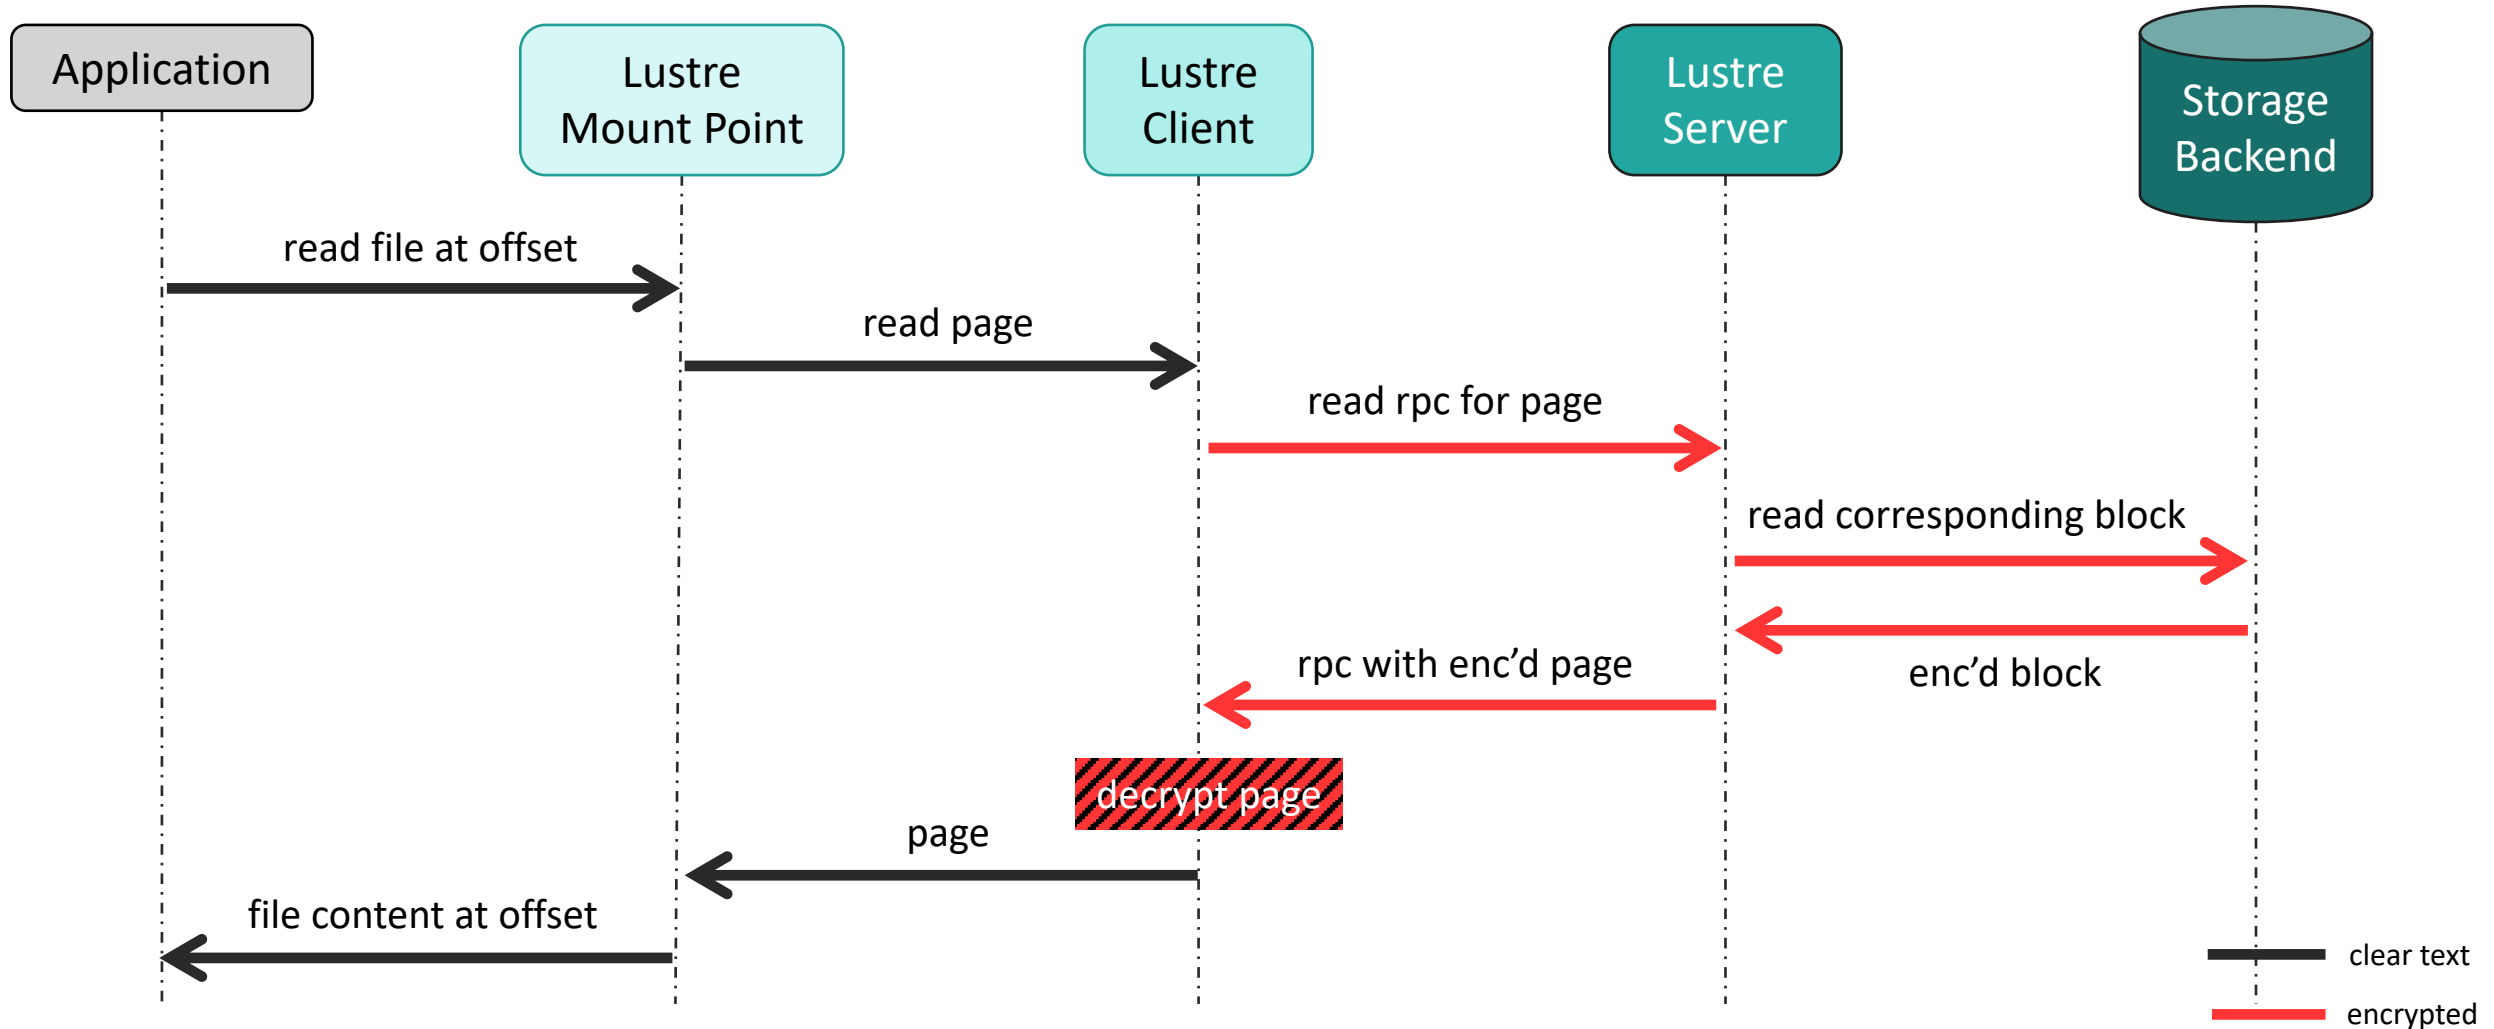 Application
Lustre
Mount Point
Lustre
Client
Lustre
Server
Storage
Backend
read file at offset
read page
read rpc for page
read corresponding block
rpc with enc’d page
enc’d block
decrypt page
page
file content at offset
clear text
encrypted